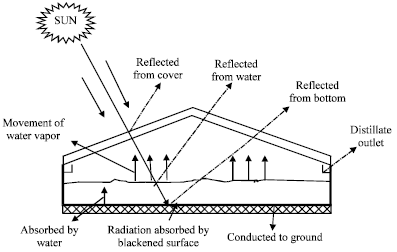 SUN
Reflected
from cover
Reflected
from water
Reflected
from bottom
Movement of
water vapor
Distillate
outlet
Absorbed by
water
Radiation absorbed by
blackened surface
Conducted to ground